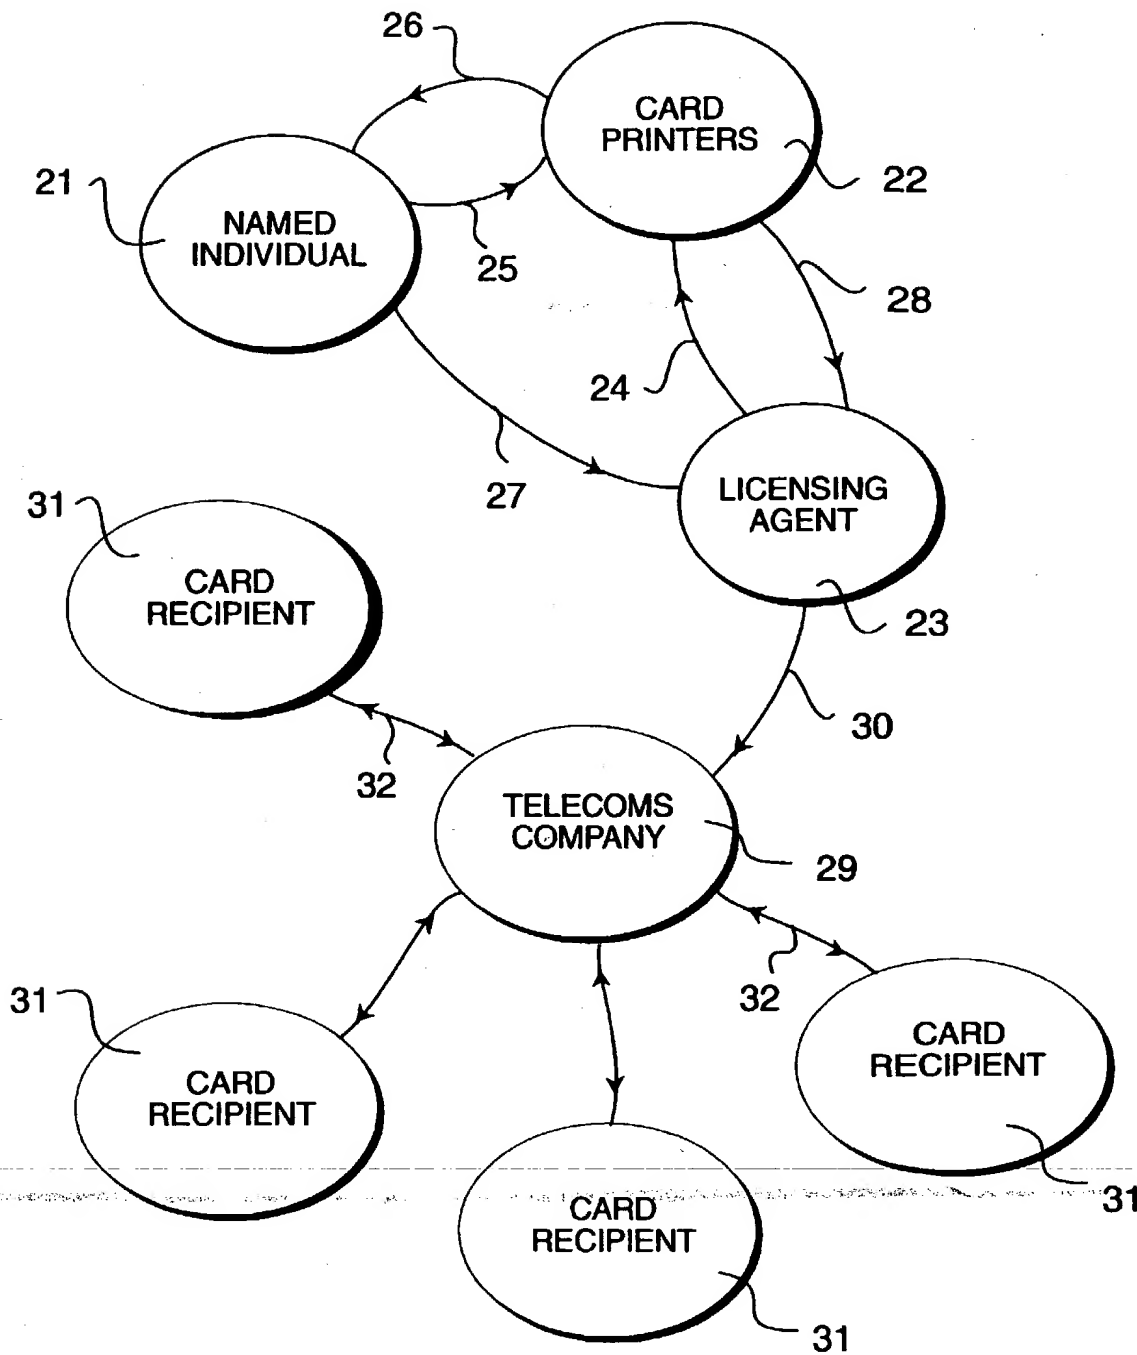 26
CARD
PRINTERS
21
22
NAMED
INDIVIDUAL
25
28
24
27
LICENSING
AGENT
31
CARD
RECIPIENT
23
30
32
TELECOMS
COMPANY
29
32
31
CARD
RECIPIENT
CARD
RECIPIENT
31
CARD
RECIPIENT
31